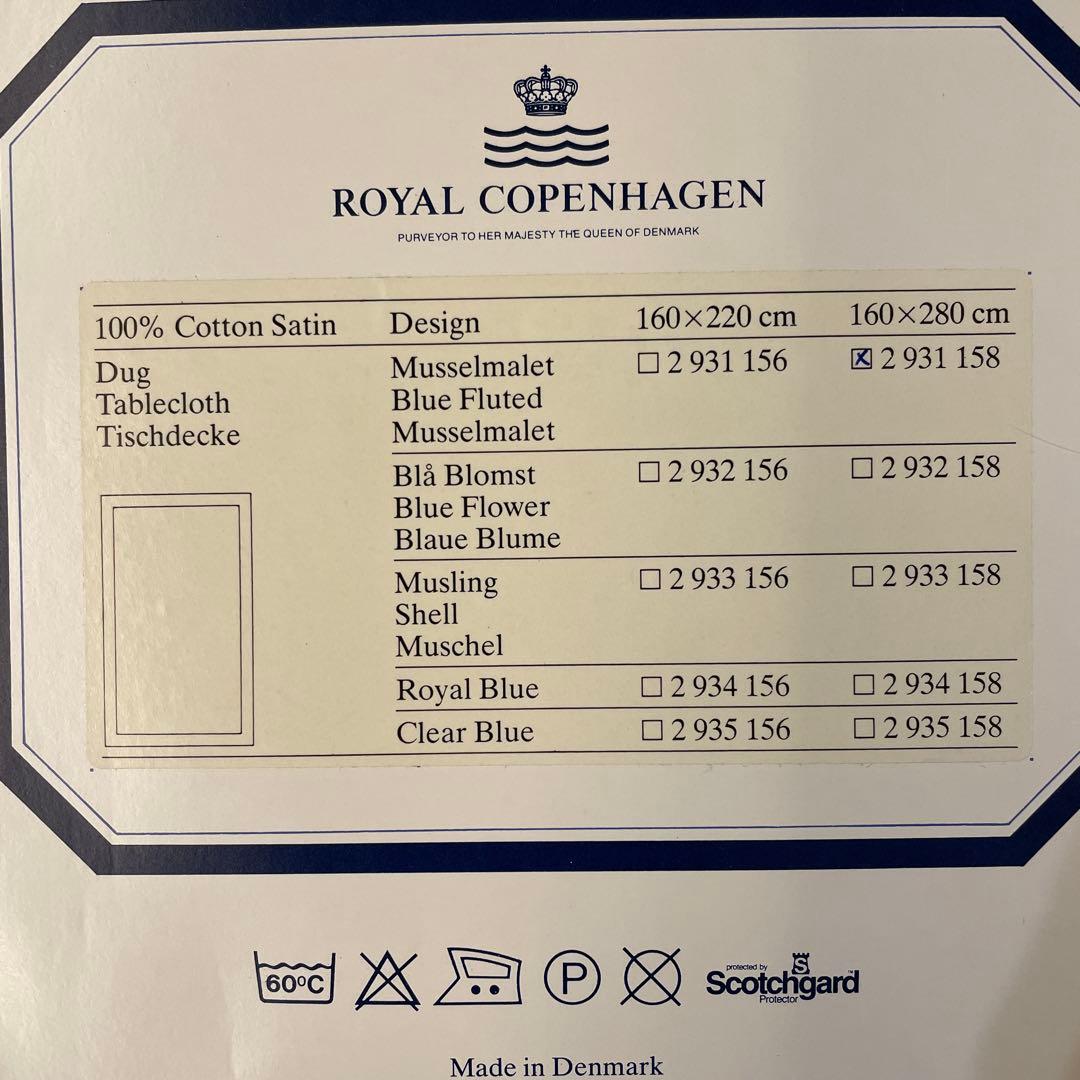 ROYAL COPENHAGEN
PURVEYOR TO HER MAJESTY THE QUEEN OF DENMARK
100% Cotton Satin Design 160×220 cm 160×280 cm
Dug Musselmalet ☐ 2 931 156 ☒ 2 931 158
Tablecloth Blue Fluted
Tischdecke Musselmalet
Blå Blomst ☐ 2 932 156 ☐ 2 932 158
Blue Flower
Blaue Blume
Musling ☐ 2 933 156 ☐ 2 933 158
Shell
Muschel
Royal Blue ☐ 2 934 156 ☐ 2 934 158
Clear Blue ☐ 2 935 156 ☐ 2 935 158
60°C P protected by S
Scotchgard™
Protector
Made in Denmark